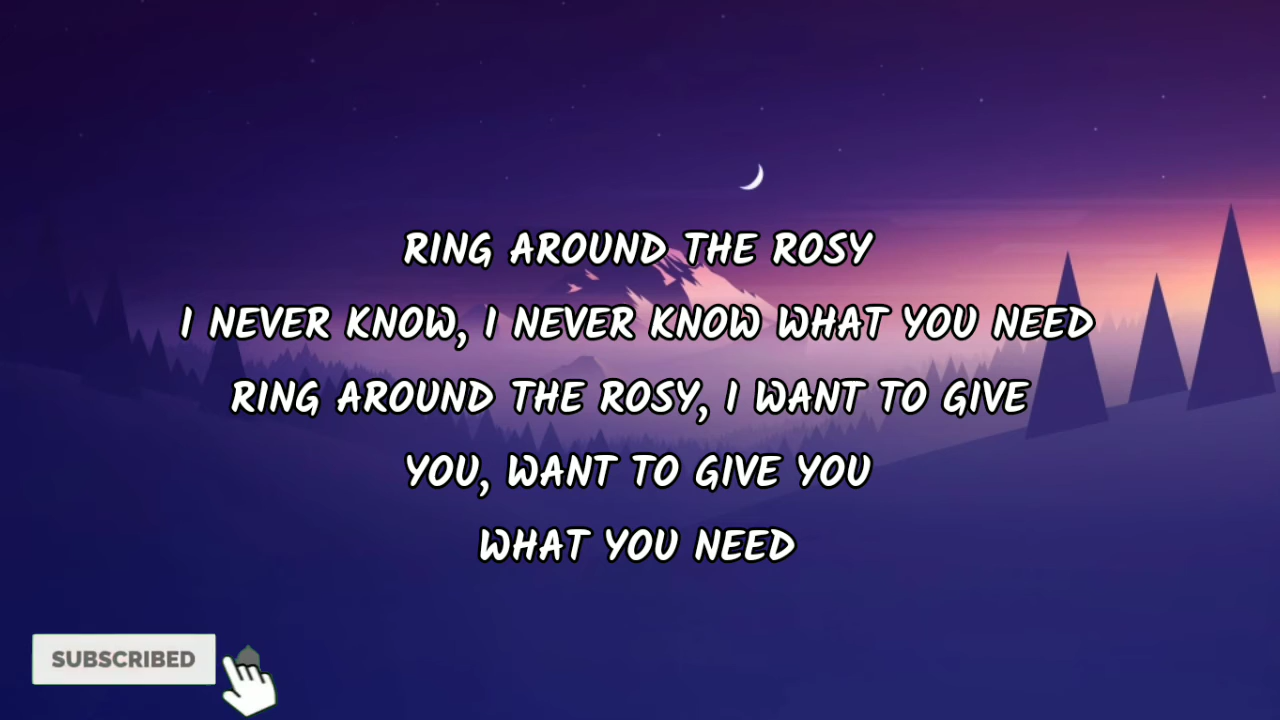 RING AROUND THE ROSY
I NEVER KNOW, I NEVER KNOW WHAT YOU NEED
RING AROUND THE ROSY, I WANT TO GIVE
YOU, WANT TO GIVE YOU
WHAT YOU NEED
SUBSCRIBED